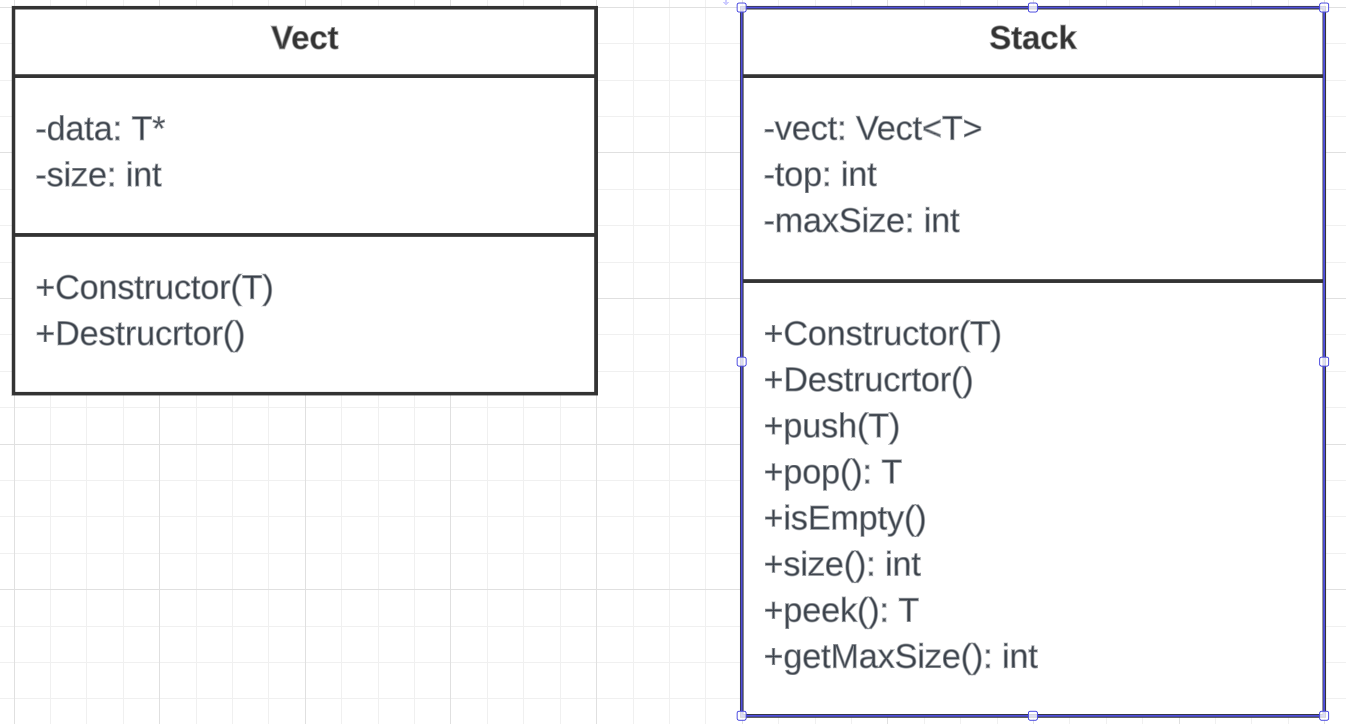 Vect
-data: T*
-size: int
+Constructor(T)
+Destrucrtor()
Stack
-vect: Vect<T>
-top: int
-maxSize: int
+Constructor(T)
+Destrucrtor()
+push(T)
+pop(): T
+isEmpty()
+size(): int
+peek(): T
+getMaxSize(): int